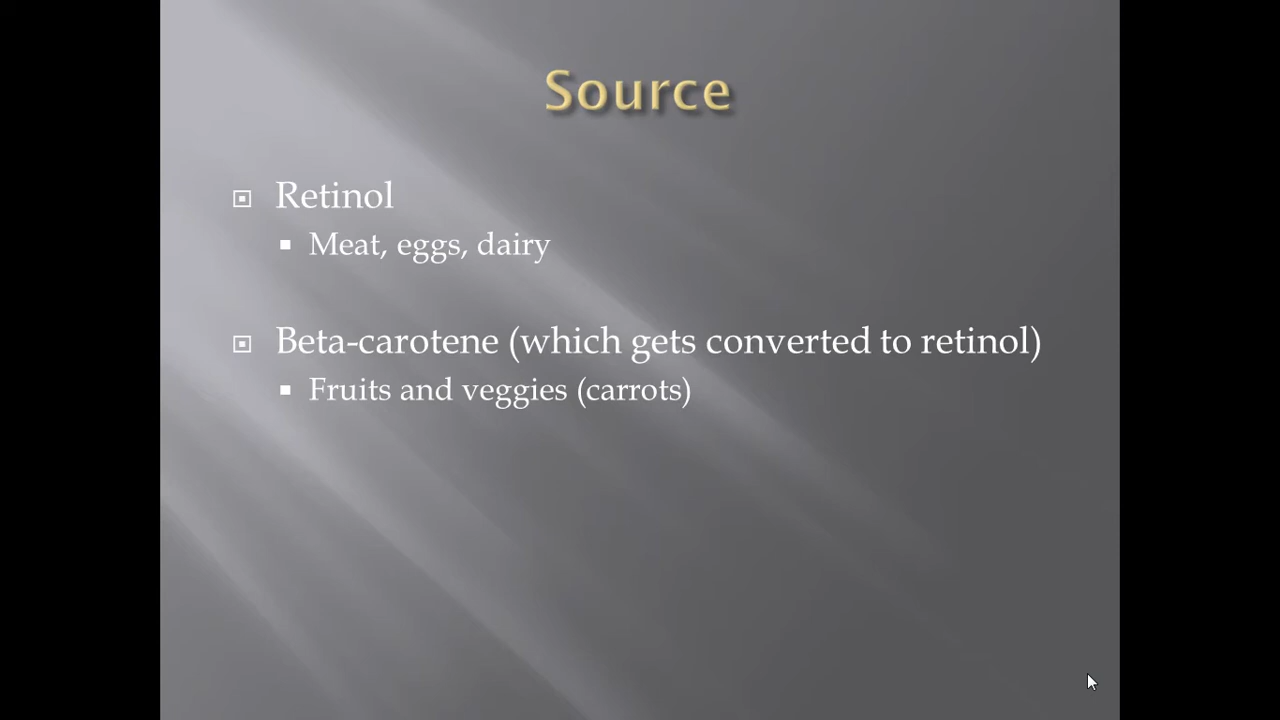 Source
Retinol
Meat, eggs, dairy
Beta-carotene (which gets converted to retinol)
Fruits and veggies (carrots)